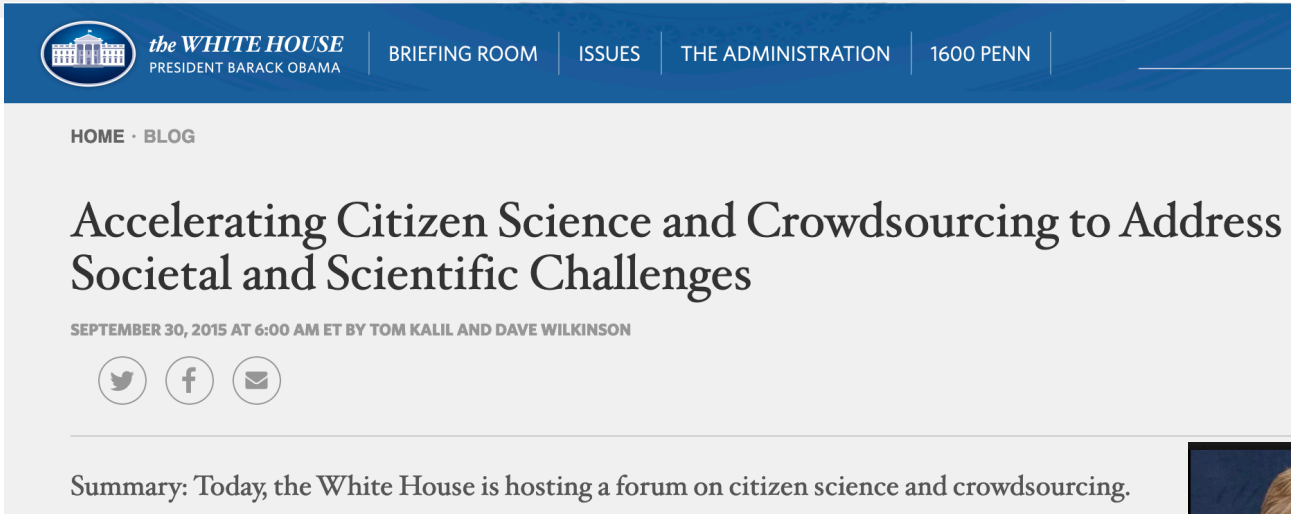 the WHITE HOUSE
PRESIDENT BARACK OBAMA
BRIEFING ROOM
ISSUES
THE ADMINISTRATION
1600 PENN
HOME · BLOG
Accelerating Citizen Science and Crowdsourcing to Address
Societal and Scientific Challenges
SEPTEMBER 30, 2015 AT 6:00 AM ET BY TOM KALIL AND DAVE WILKINSON
Summary: Today, the White House is hosting a forum on citizen science and crowdsourcing.